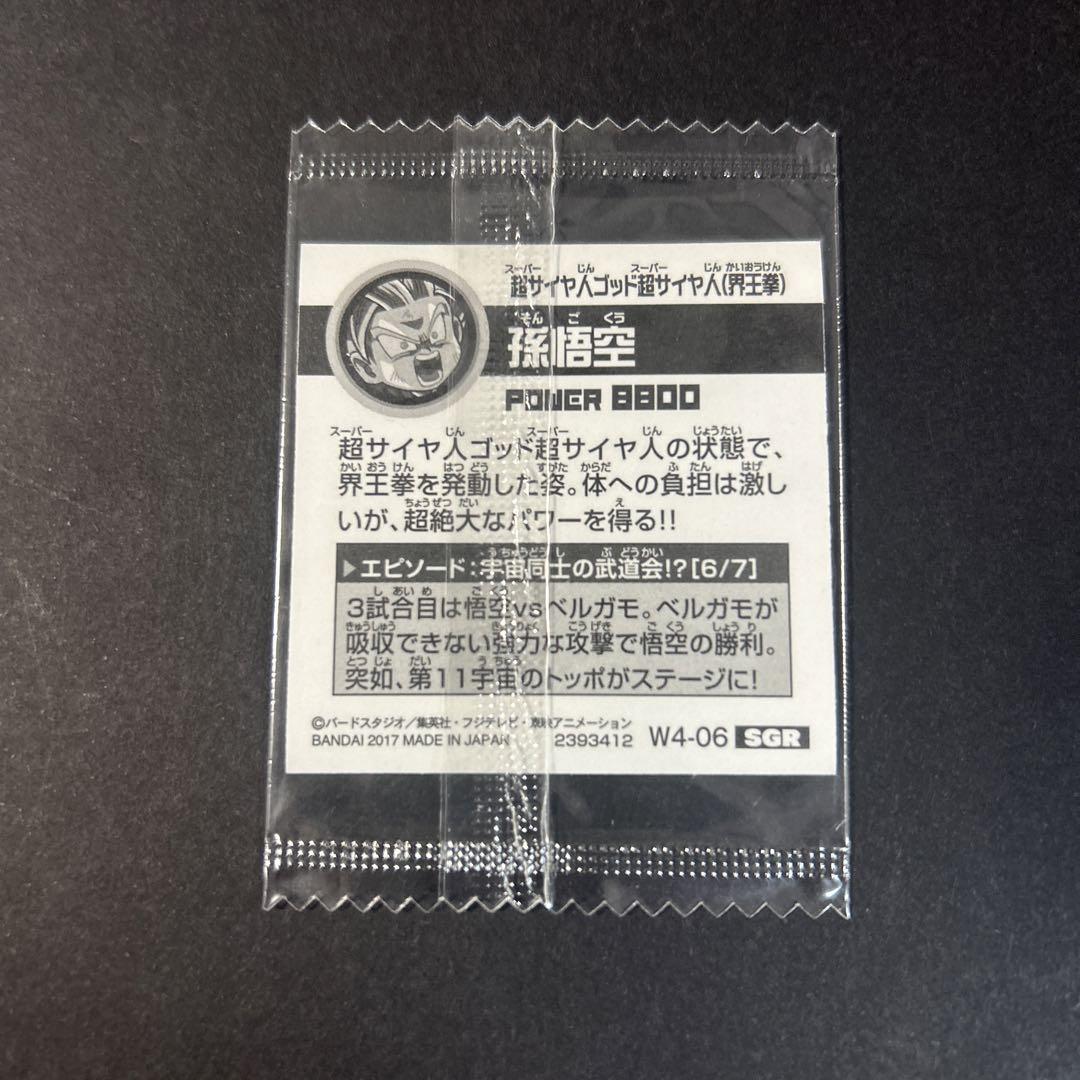 超サイヤ人ゴッド超サイヤ人(界王拳)
孫悟空
POWER 8800
超サイヤ人ゴッド超サイヤ人の状態で、
界王拳を発動した姿。体への負担は激し
いが、超絶大なパワーを得る!!
▶エピソード:宇宙同士の武道会!?[6/7]
3試合目は悟空vsベルガモ。ベルガモが
吸収できない強力な攻撃で悟空の勝利。
突如、第11宇宙のトッポがステージに!
©バードスタジオ/集英社・フジテレビ・東映アニメーション
BANDAI 2017 MADE IN JAPAN 2393412 W4-06 SGR